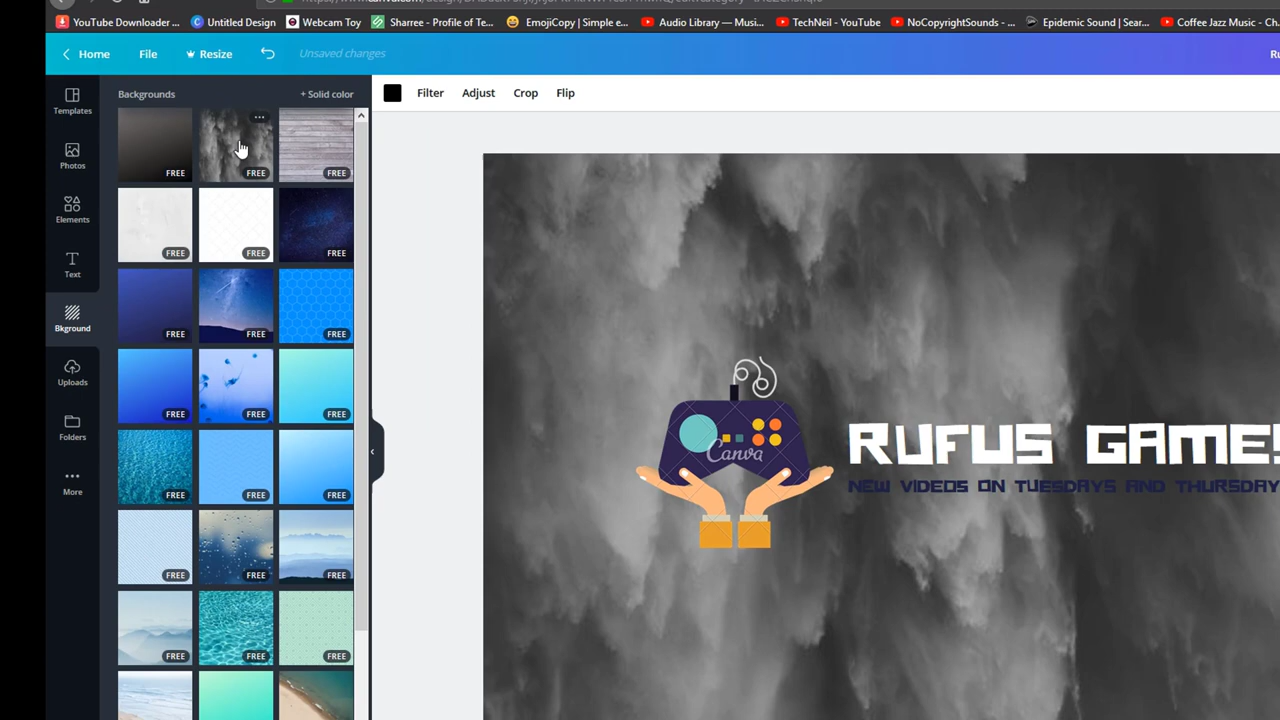 YouTube Downloader ...
Untitled Design
Webcam Toy
Sharree - Profile of Te...
EmojiCopy | Simple e...
Audio Library — Musi...
TechNeil - YouTube
NoCopyrightSounds - ...
Epidemic Sound | Sear...
Coffee Jazz Music - Ch
Home
File
Resize
Unsaved changes
Templates
Photos
Elements
Text
Bkground
Uploads
Folders
More
Backgrounds
+ Solid color
FREE FREE FREE
FREE FREE FREE
FREE FREE FREE
FREE FREE FREE
FREE FREE FREE
FREE FREE FREE
FREE FREE FREE
Filter
Adjust
Crop
Flip
Canva
RUFUS GAMES
NEW VIDEOS ON TUESDAYS AND THURSDAY